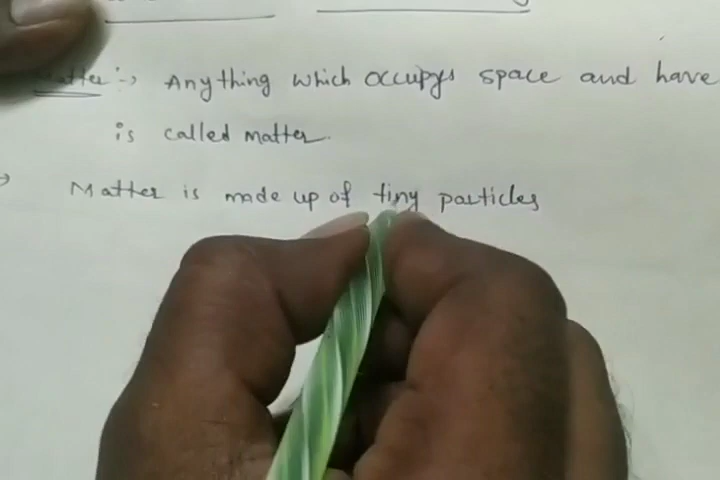 Matter :-> Anything which occupys space and have
is called matter.
Matter is made up of tiny particles